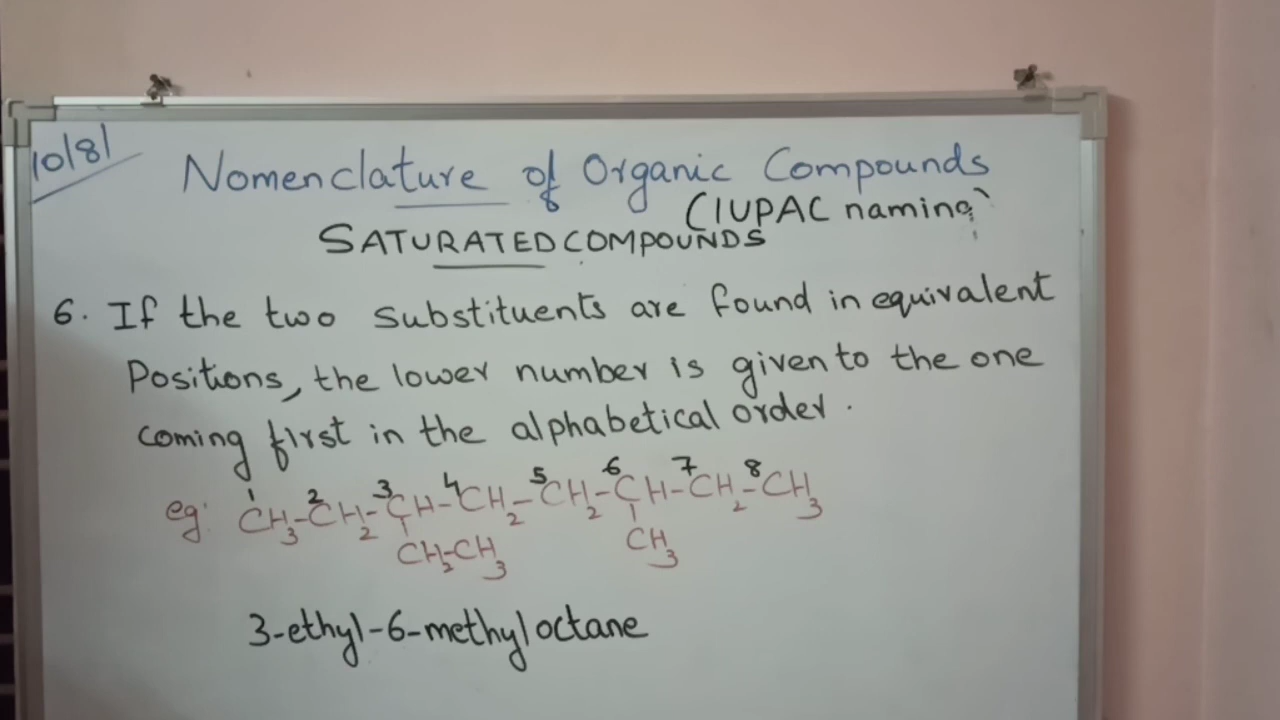 10/8/
Nomenclature of Organic Compounds
(IUPAC naming)
SATURATED COMPOUNDS
6. If the two substituents are found in equivalent
Positions, the lower number is given to the one
coming first in the alphabetical order.
1 2 3 4 5 6 7 8
eg: CH3-CH2-CH-CH2-CH2-CH-CH2-CH3
CH2-CH3 CH3
3-ethyl-6-methyloctane